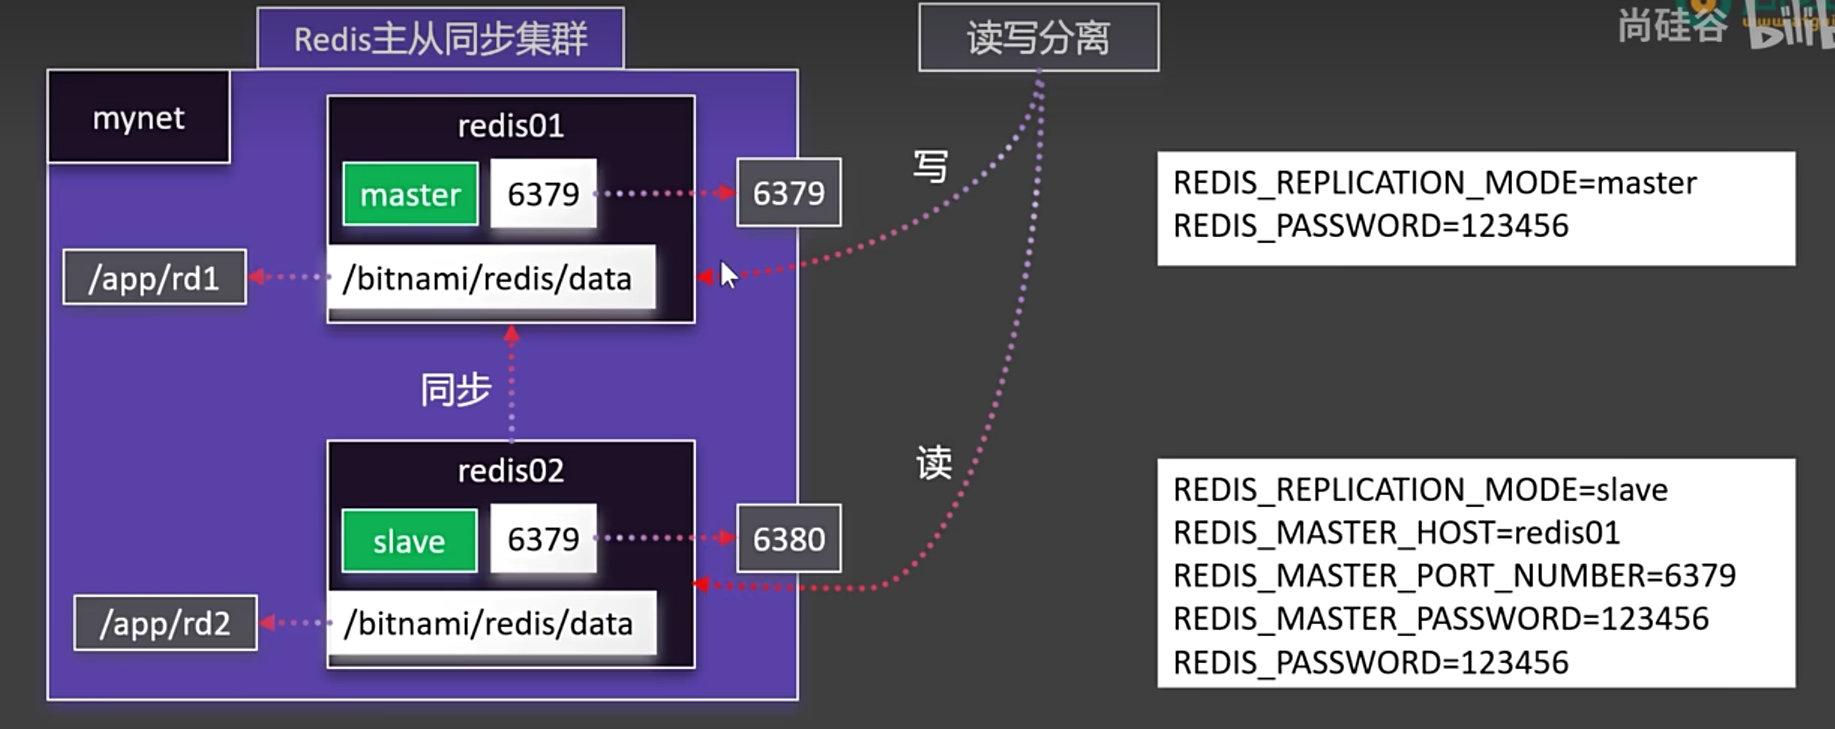 Redis主从同步集群
读写分离
尚硅谷
bilib
mynet
redis01
master
6379
6379
写
/app/rd1
/bitnami/redis/data
同步
redis02
slave
6379
6380
读
/app/rd2
/bitnami/redis/data
REDIS_REPLICATION_MODE=master
REDIS_PASSWORD=123456
REDIS_REPLICATION_MODE=slave
REDIS_MASTER_HOST=redis01
REDIS_MASTER_PORT_NUMBER=6379
REDIS_MASTER_PASSWORD=123456
REDIS_PASSWORD=123456